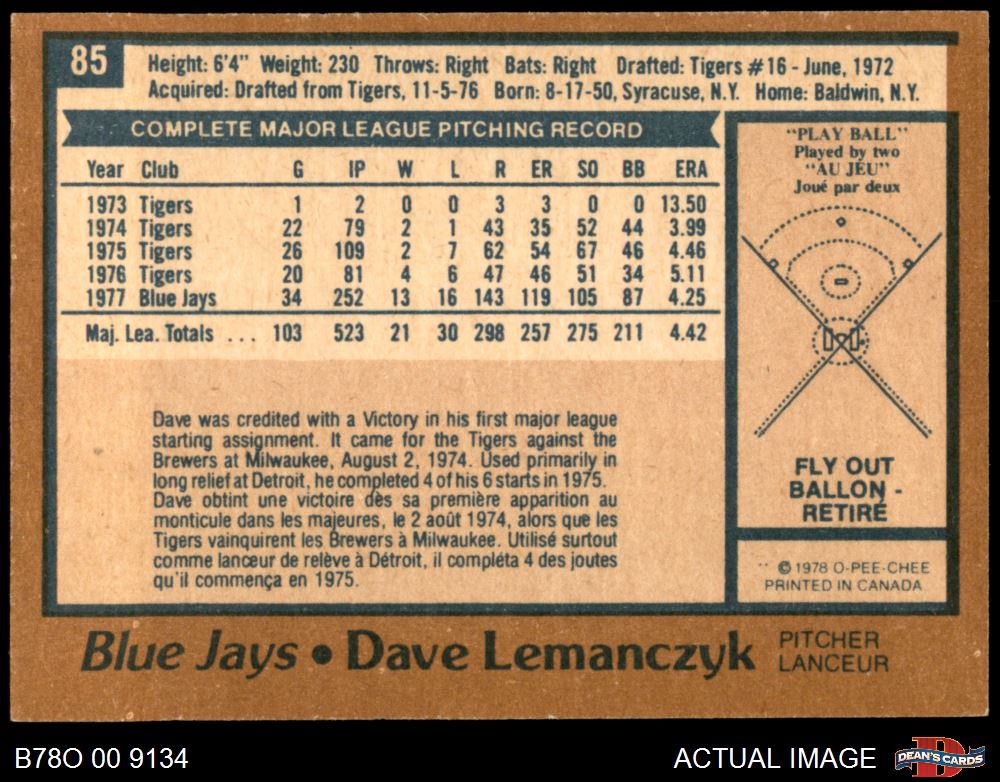 85
Height: 6'4" Weight: 230 Throws: Right Bats: Right Drafted: Tigers #16 - June, 1972
Acquired: Drafted from Tigers, 11-5-76 Born: 8-17-50, Syracuse, N.Y. Home: Baldwin, N.Y.
COMPLETE MAJOR LEAGUE PITCHING RECORD
Year Club G IP W L R ER SO BB ERA
1973 Tigers 1 2 0 0 3 3 0 0 13.50
1974 Tigers 22 79 2 1 43 35 52 44 3.99
1975 Tigers 26 109 2 7 62 54 67 46 4.46
1976 Tigers 20 81 4 6 47 46 51 34 5.11
1977 Blue Jays 34 252 13 16 143 119 105 87 4.25
Maj. Lea. Totals ... 103 523 21 30 298 257 275 211 4.42
Dave was credited with a Victory in his first major league
starting assignment. It came for the Tigers against the
Brewers at Milwaukee, August 2, 1974. Used primarily in
long relief at Detroit, he completed 4 of his 6 starts in 1975.
Dave obtint une victoire dès sa première apparition au
monticule dans les majeures, le 2 août 1974, alors que les
Tigers vainquirent les Brewers à Milwaukee. Utilisé surtout
comme lanceur de relève à Détroit, il compléta 4 des joutes
qu'il commença en 1975.
"PLAY BALL"
Played by two
"AU JEU"
Joué par deux
FLY OUT
BALLON -
RETIRÉ
© 1978 O-PEE-CHEE
PRINTED IN CANADA
Blue Jays • Dave Lemanczyk
PITCHER
LANCEUR
B78O 00 9134
ACTUAL IMAGE
DEAN'S CARDS